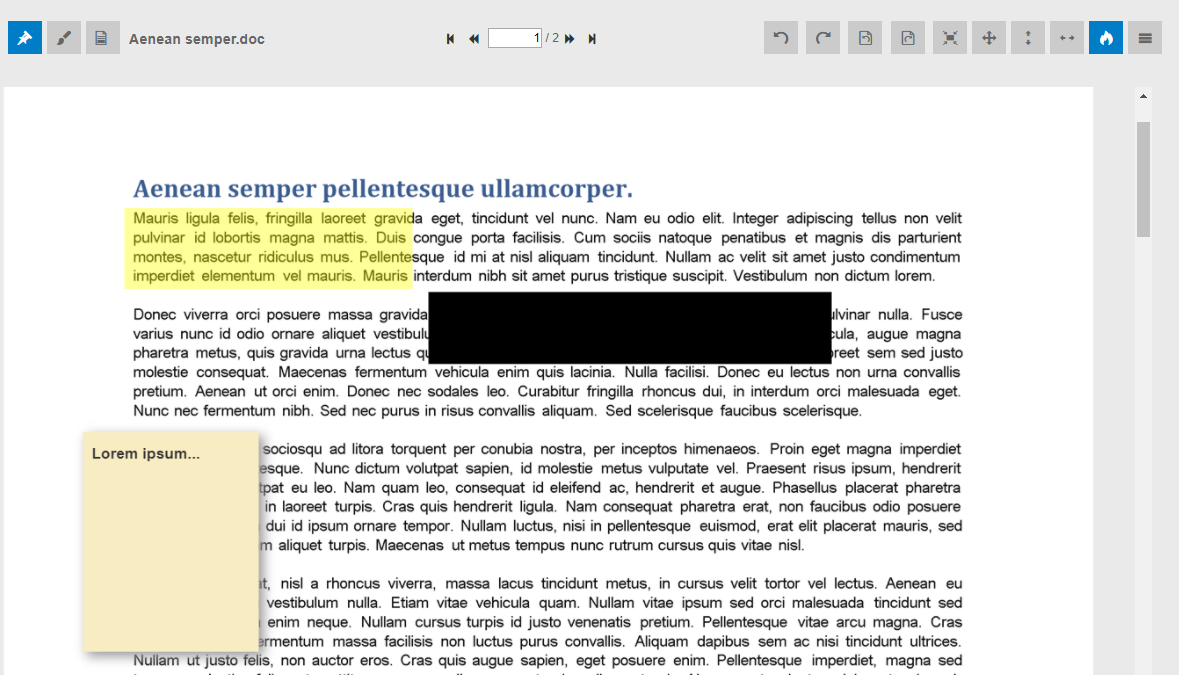 Aenean semper.doc
1 / 2
Aenean semper pellentesque ullamcorper.
Mauris ligula felis, fringilla laoreet gravida eget, tincidunt vel nunc. Nam eu odio elit. Integer adipiscing tellus non velit
pulvinar id lobortis magna mattis. Duis congue porta facilisis. Cum sociis natoque penatibus et magnis dis parturient
montes, nascetur ridiculus mus. Pellentesque id mi at nisl aliquam tincidunt. Nullam ac velit sit amet justo condimentum
imperdiet elementum vel mauris. Mauris interdum nibh sit amet purus tristique suscipit. Vestibulum non dictum lorem.
Donec viverra orci posuere massa gravida ulvinar nulla. Fusce
varius nunc id odio ornare aliquet vestibulu cula, augue magna
pharetra metus, quis gravida urna lectus qu reet sem sed justo
molestie consequat. Maecenas fermentum vehicula enim quis lacinia. Nulla facilisi. Donec eu lectus non urna convallis
pretium. Aenean ut orci enim. Donec nec sodales leo. Curabitur fringilla rhoncus dui, in interdum orci malesuada eget.
Nunc nec fermentum nibh. Sed nec purus in risus convallis aliquam. Sed scelerisque faucibus scelerisque.
Lorem ipsum...
sociosqu ad litora torquent per conubia nostra, per inceptos himenaeos. Proin eget magna imperdiet
esque. Nunc dictum volutpat sapien, id molestie metus vulputate vel. Praesent risus ipsum, hendrerit
tpat eu leo. Nam quam leo, consequat id eleifend ac, hendrerit et augue. Phasellus placerat pharetra
in laoreet turpis. Cras quis hendrerit ligula. Nam consequat pharetra erat, non faucibus odio posuere
dui id ipsum ornare tempor. Nullam luctus, nisi in pellentesque euismod, erat elit placerat mauris, sed
m aliquet turpis. Maecenas ut metus tempus nunc rutrum cursus quis vitae nisl.
at, nisl a rhoncus viverra, massa lacus tincidunt metus, in cursus velit tortor vel lectus. Aenean eu
vestibulum nulla. Etiam vitae vehicula quam. Nullam vitae ipsum sed orci malesuada tincidunt sed
enim neque. Nullam cursus turpis id justo venenatis pretium. Pellentesque vitae arcu magna. Cras
ermentum massa facilisis non luctus purus convallis. Aliquam dapibus sem ac nisi tincidunt ultrices.
Nullam ut justo felis, non auctor eros. Cras quis augue sapien, eget posuere enim. Pellentesque imperdiet, magna sed